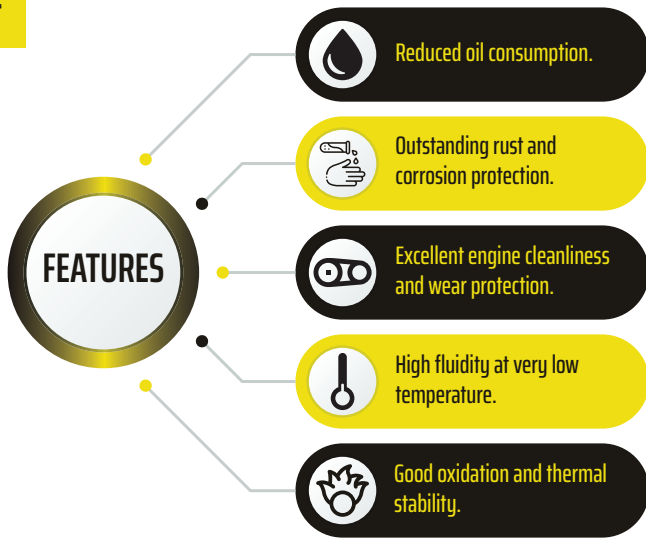 FEATURES
Reduced oil consumption.
Outstanding rust and
corrosion protection.
Excellent engine cleanliness
and wear protection.
High fluidity at very low
temperature.
Good oxidation and thermal
stability.